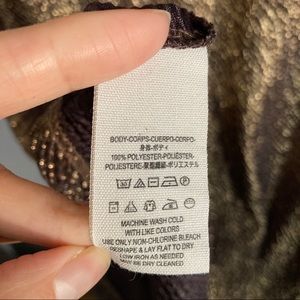 BODY-CORPS-CUERPO-CORPO
身体-ボディ
100% POLYESTER-POLIÉSTER-
POLIESTERE-聚酯纖維-ポリエステル
30
MACHINE WASH COLD
WITH LIKE COLORS
USE ONLY NON-CHLORINE BLEACH
RESHAPE & LAY FLAT TO DRY
LOW IRON AS NEEDED
MAY BE DRY CLEANED